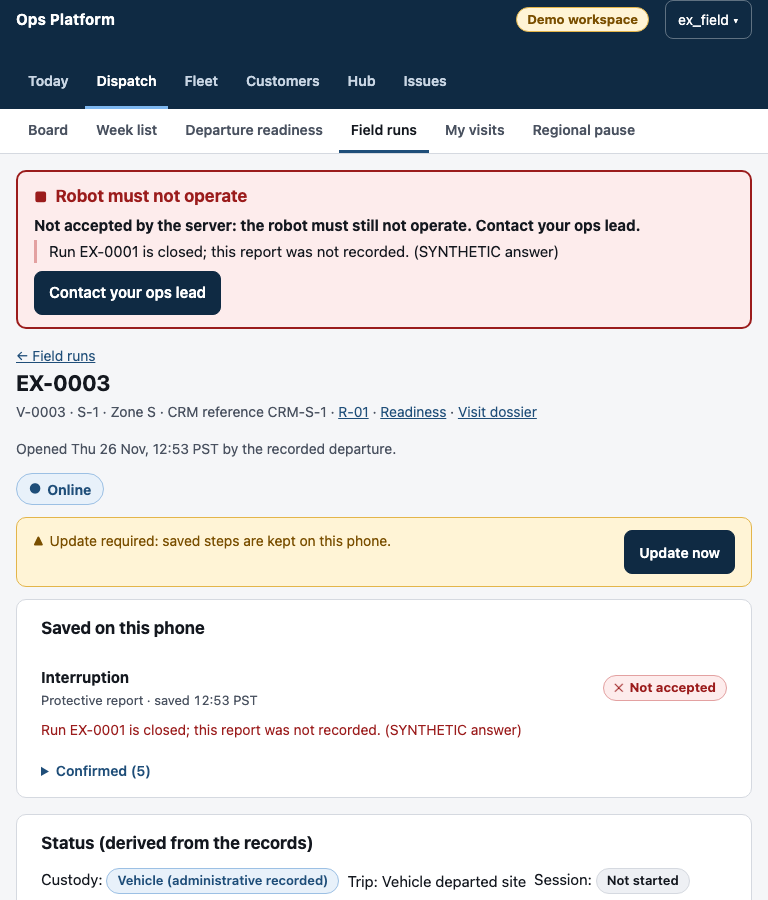 Ops Platform
Demo workspace
ex_field ▾
Today Dispatch Fleet Customers Hub Issues
Board Week list Departure readiness Field runs My visits Regional pause
Robot must not operate
Not accepted by the server: the robot must still not operate. Contact your ops lead.
Run EX-0001 is closed; this report was not recorded. (SYNTHETIC answer)
Contact your ops lead
← Field runs
EX-0003
V-0003 · S-1 · Zone S · CRM reference CRM-S-1 · R-01 · Readiness · Visit dossier
Opened Thu 26 Nov, 12:53 PST by the recorded departure.
Online
Update required: saved steps are kept on this phone.
Update now
Saved on this phone
Interruption
Protective report · saved 12:53 PST
Not accepted
Run EX-0001 is closed; this report was not recorded. (SYNTHETIC answer)
Confirmed (5)
Status (derived from the records)
Custody: Vehicle (administrative recorded) Trip: Vehicle departed site Session: Not started